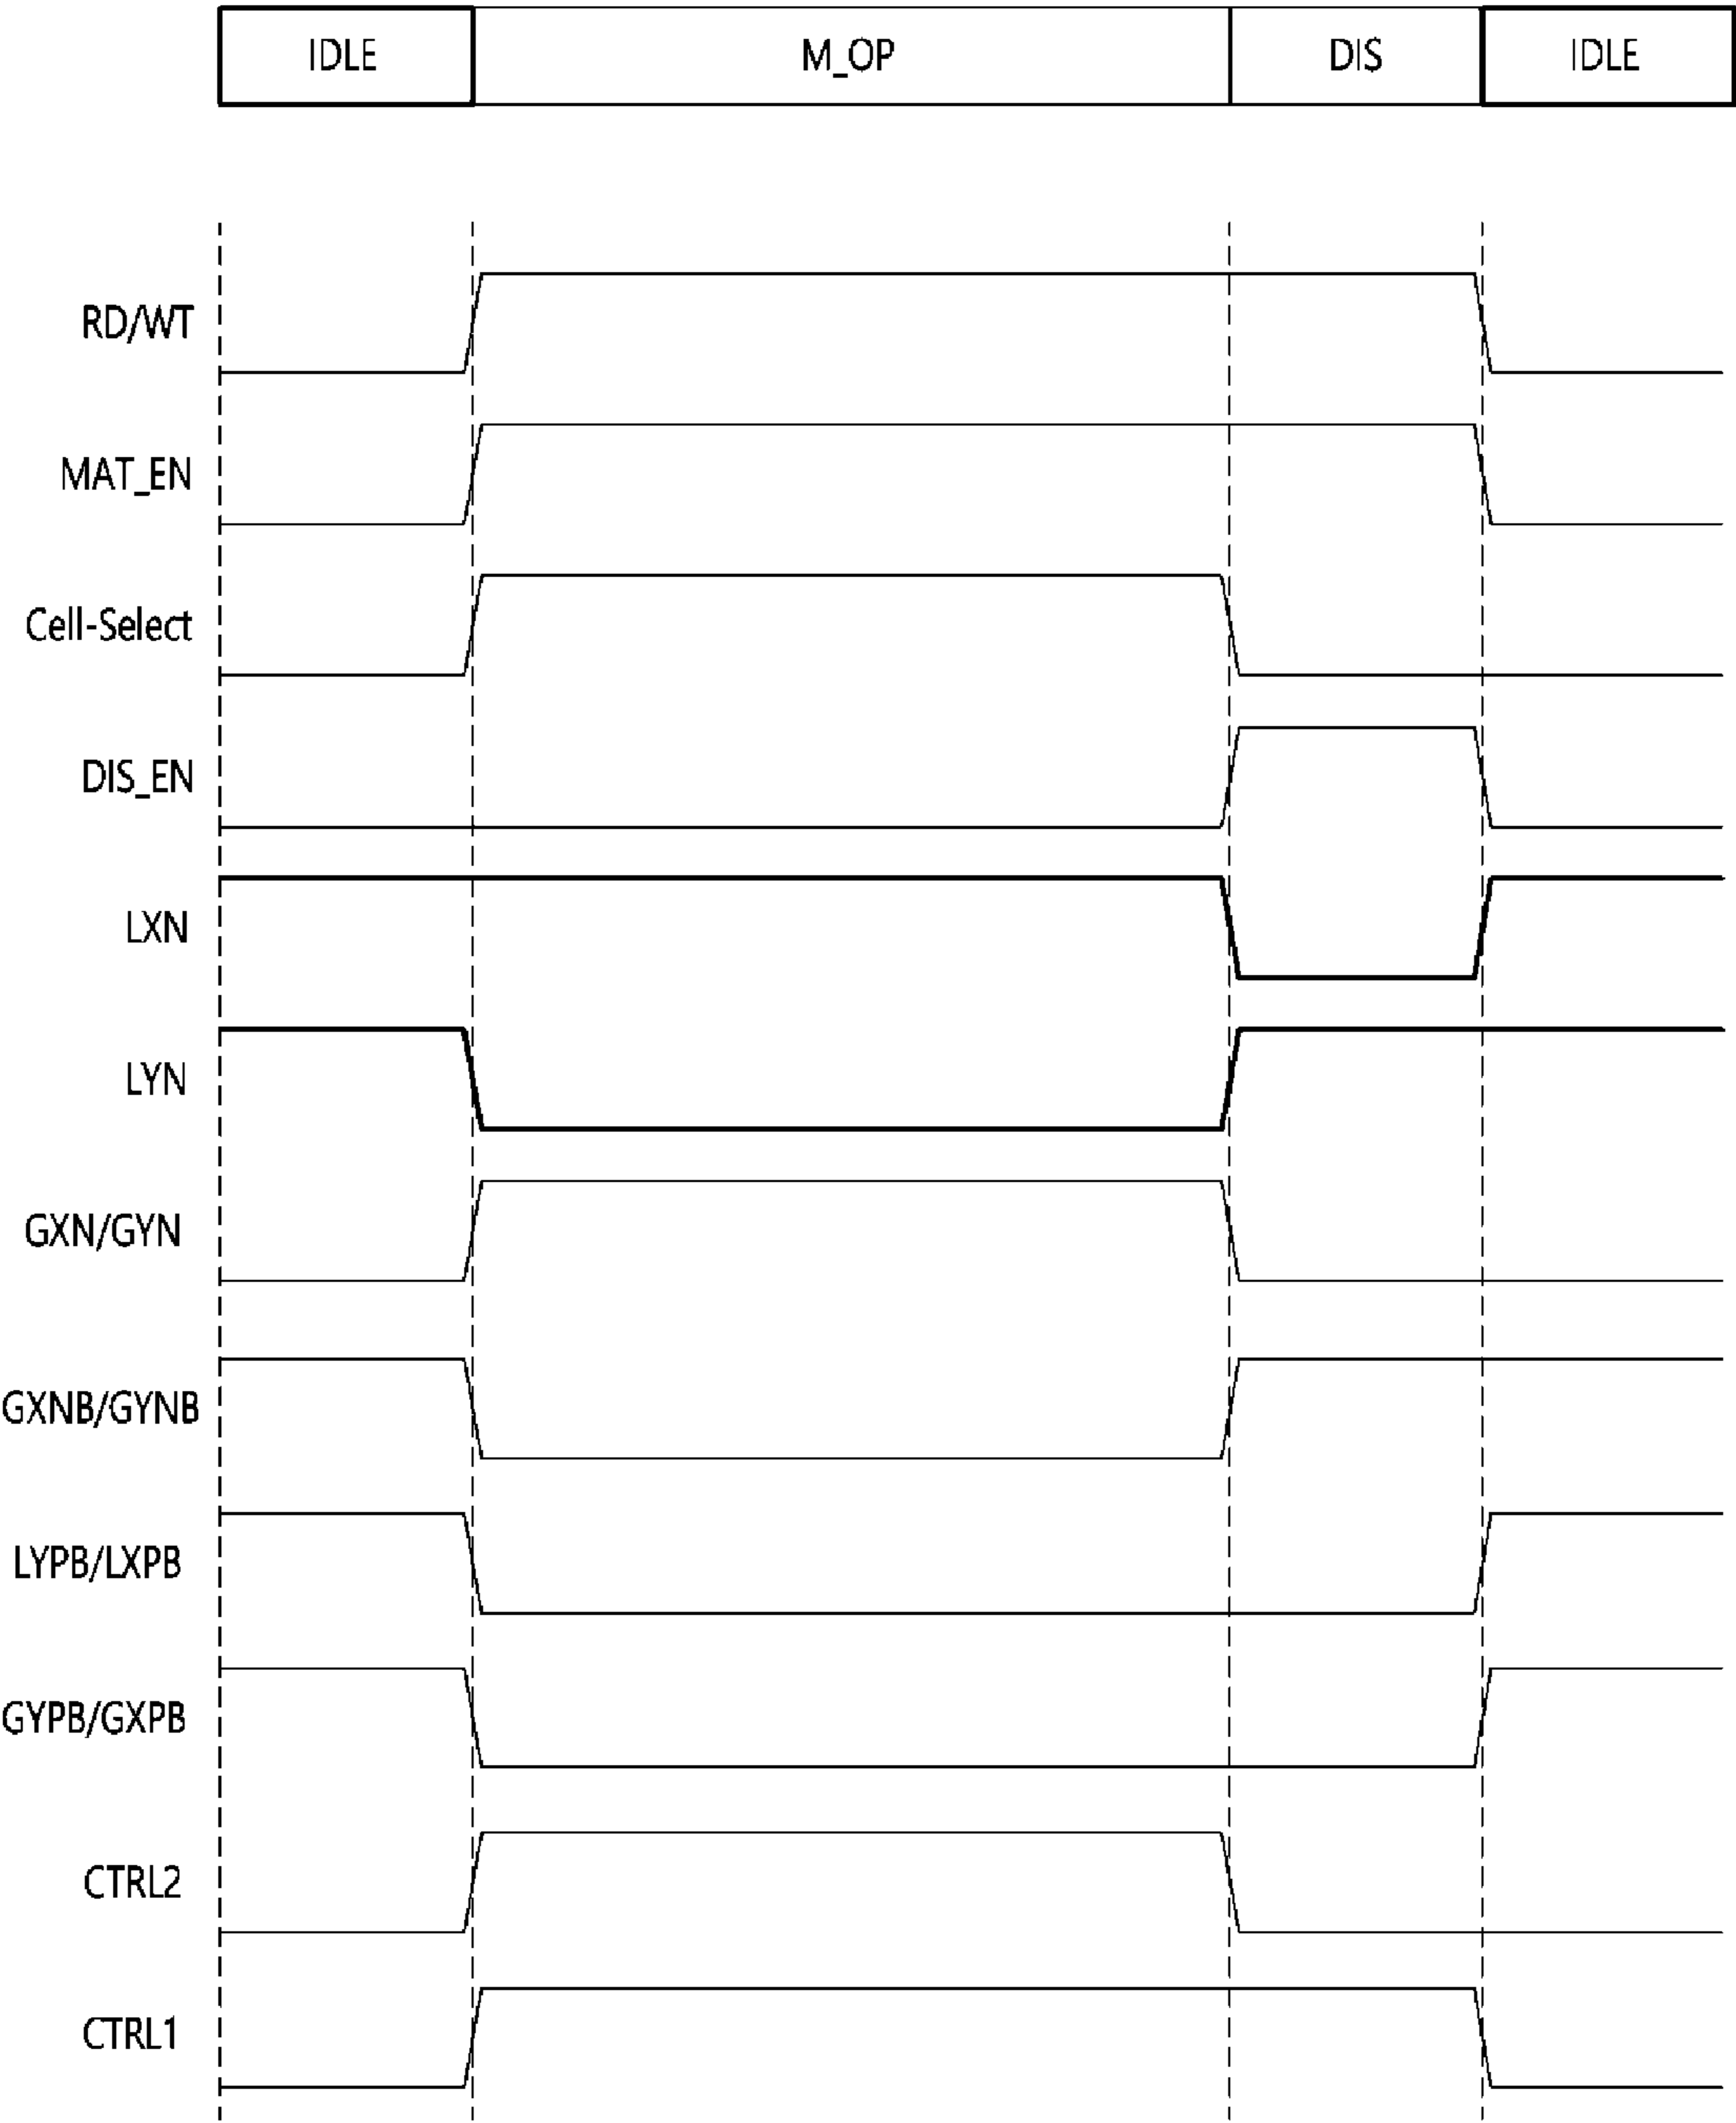 IDLE M_OP DIS IDLE
RD/WT
MAT_EN
Cell-Select
DIS_EN
LXN
LYN
GXN/GYN
GXNB/GYNB
LYPB/LXPB
GYPB/GXPB
CTRL2
CTRL1